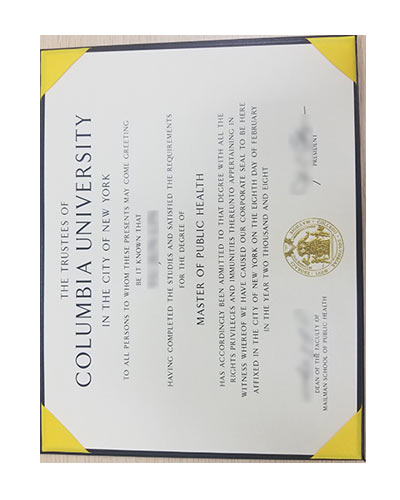 THE TRUSTEES OF
COLUMBIA UNIVERSITY
IN THE CITY OF NEW YORK
TO ALL PERSONS TO WHOM THESE PRESENTS MAY COME GREETING
BE IT KNOWN THAT
HAVING COMPLETED THE STUDIES AND SATISFIED THE REQUIREMENTS
FOR THE DEGREE OF
MASTER OF PUBLIC HEALTH
HAS ACCORDINGLY BEEN ADMITTED TO THAT DEGREE WITH ALL THE
RIGHTS PRIVILEGES AND IMMUNITIES THEREUNTO APPERTAINING IN
WITNESS WHEREOF WE HAVE CAUSED OUR CORPORATE SEAL TO BE HERE
AFFIXED IN THE CITY OF NEW YORK ON THE EIGHTH DAY OF FEBRUARY
IN THE YEAR TWO THOUSAND AND EIGHT
PRESIDENT
DEAN OF THE FACULTY OF
MAILMAN SCHOOL OF PUBLIC HEALTH